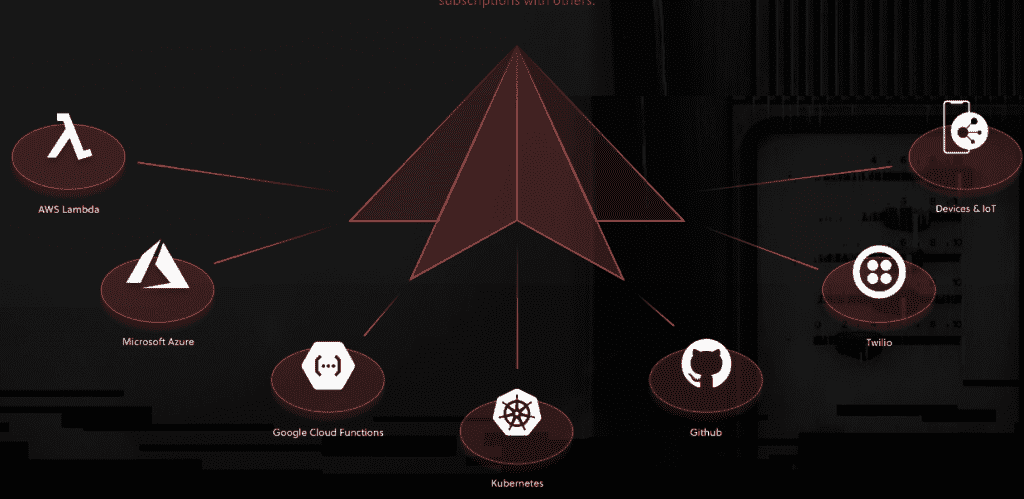 subscriptions with others.
AWS Lambda
Devices & IoT
Microsoft Azure
Twilio
Google Cloud Functions
Github
Kubernetes